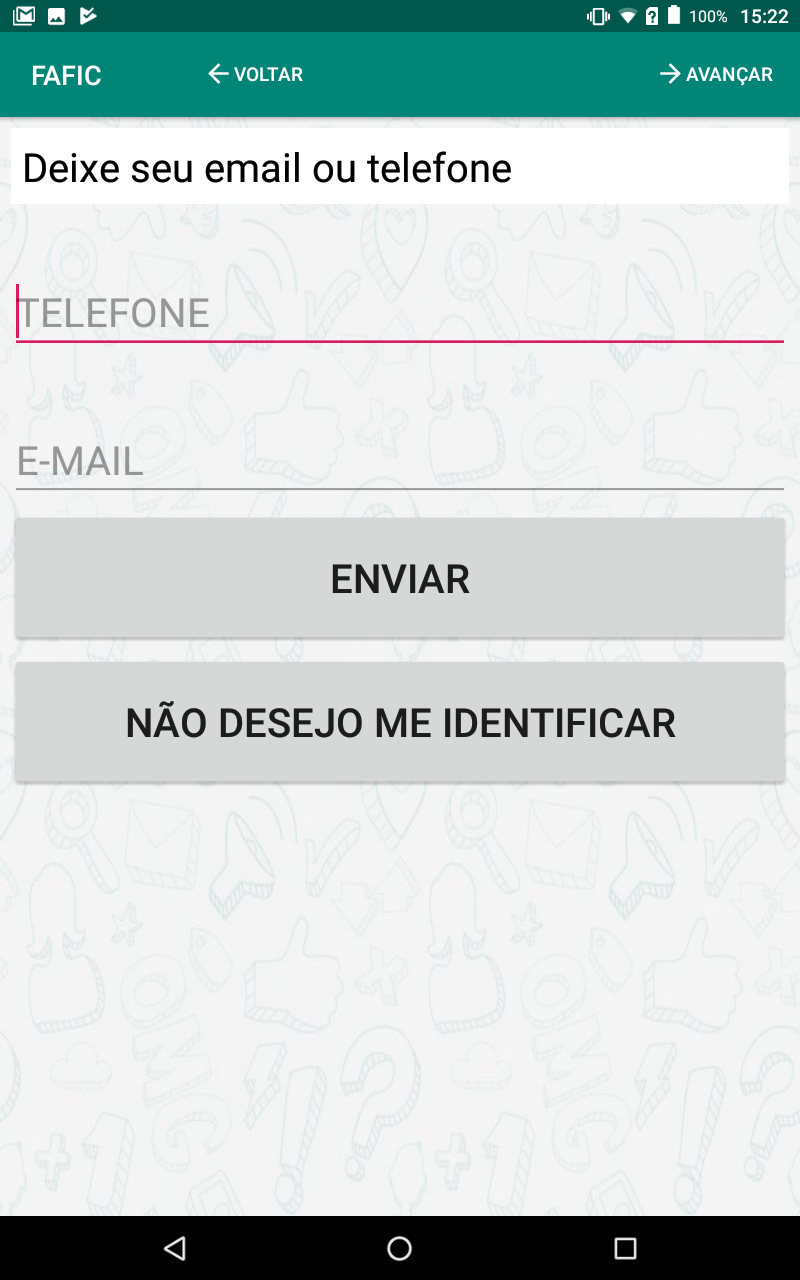 100% 15:22
FAFIC VOLTAR AVANÇAR
Deixe seu email ou telefone
TELEFONE
E-MAIL
ENVIAR
NÃO DESEJO ME IDENTIFICAR